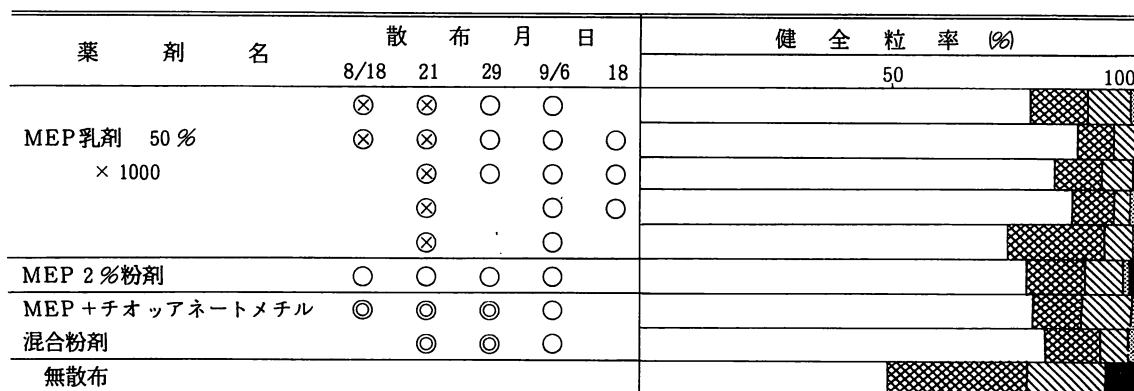 薬剤名 散布月日 健全粒率(%)
8/18 21 29 9/6 18 50 100
⊗ ⊗ ○ ○
MEP乳剤 50% ⊗ ⊗ ○ ○ ○
× 1000 ⊗ ○ ○ ○
⊗ ○ ○
⊗ ○
MEP 2%粉剤 ○ ○ ○ ○
MEP+チオッアネートメチル ◎ ◎ ◎ ○
混合粉剤 ◎ ◎ ○
無散布